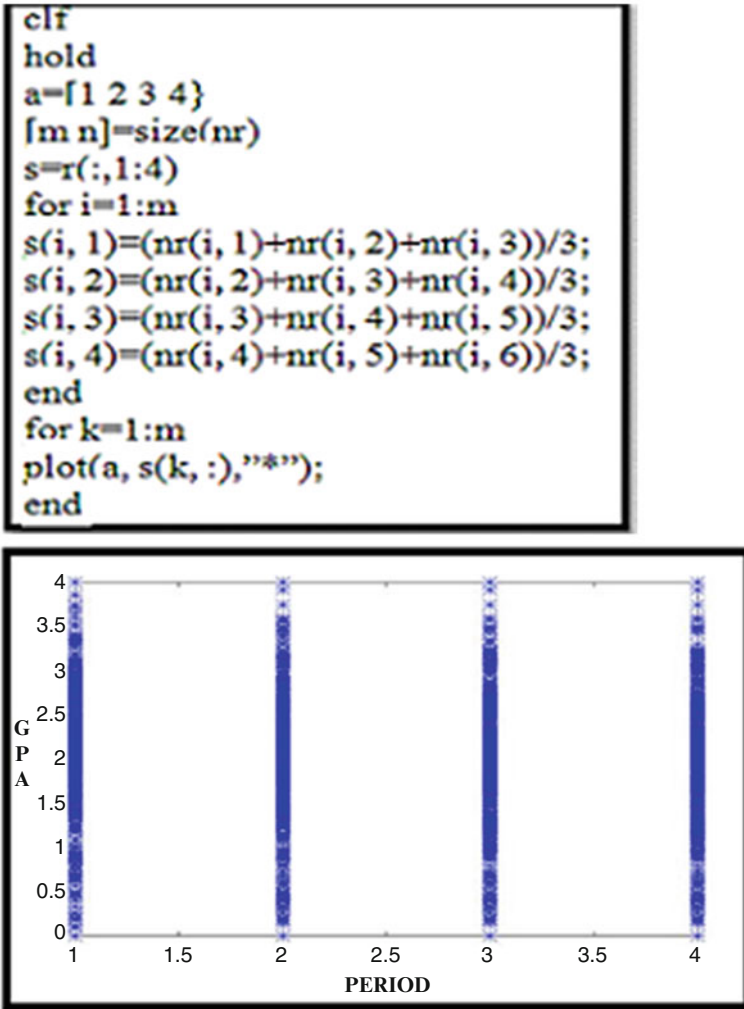 clf
hold
a=[1 2 3 4}
[m n]=size(nr)
s=r(:,1:4)
for i=1:m
s(i, 1)=(nr(i, 1)+nr(i, 2)+nr(i, 3))/3;
s(i, 2)=(nr(i, 2)+nr(i, 3)+nr(i, 4))/3;
s(i, 3)=(nr(i, 3)+nr(i, 4)+nr(i, 5))/3;
s(i, 4)=(nr(i, 4)+nr(i, 5)+nr(i, 6))/3;
end
for k=1:m
plot(a, s(k, :),”*”);
end
4
3.5
3
2.5
2
1.5
1
0.5
0
G
P
A
1 1.5 2 2.5 3 3.5 4
PERIOD